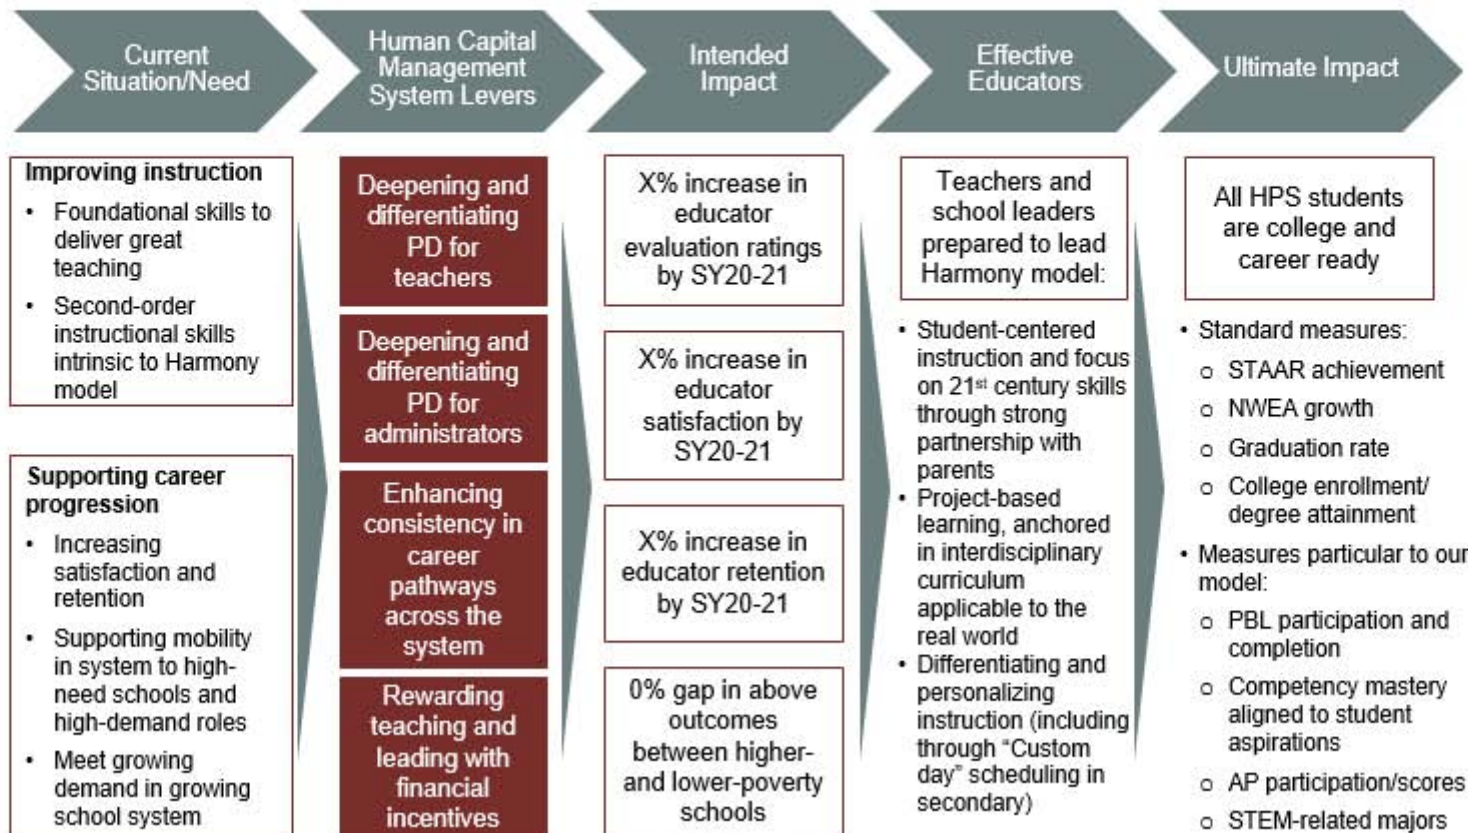 Current
Situation/Need
Human Capital
Management
System Levers
Intended
Impact
Effective
Educators
Ultimate Impact
Improving instruction
• Foundational skills to
deliver great
teaching
• Second-order
instructional skills
intrinsic to Harmony
model
Supporting career
progression
• Increasing
satisfaction and
retention
• Supporting mobility
in system to high-
need schools and
high-demand roles
• Meet growing
demand in growing
school system
Deepening and
differentiating
PD for
teachers
Deepening and
differentiating
PD for
administrators
Enhancing
consistency in
career
pathways
across the
system
Rewarding
teaching and
leading with
financial
incentives
X% increase in
educator
evaluation ratings
by SY20-21
X% increase in
educator
satisfaction by
SY20-21
X% increase in
educator retention
by SY20-21
0% gap in above
outcomes
between higher-
and lower-poverty
schools
Teachers and
school leaders
prepared to lead
Harmony model:
• Student-centered
instruction and focus
on 21st century skills
through strong
partnership with
parents
• Project-based
learning, anchored
in interdisciplinary
curriculum
applicable to the
real world
• Differentiating and
personalizing
instruction (including
through “Custom
day” scheduling in
secondary)
All HPS students
are college and
career ready
• Standard measures:
o STAAR achievement
o NWEA growth
o Graduation rate
o College enrollment/
degree attainment
• Measures particular to our
model:
o PBL participation and
completion
o Competency mastery
aligned to student
aspirations
o AP participation/scores
o STEM-related majors